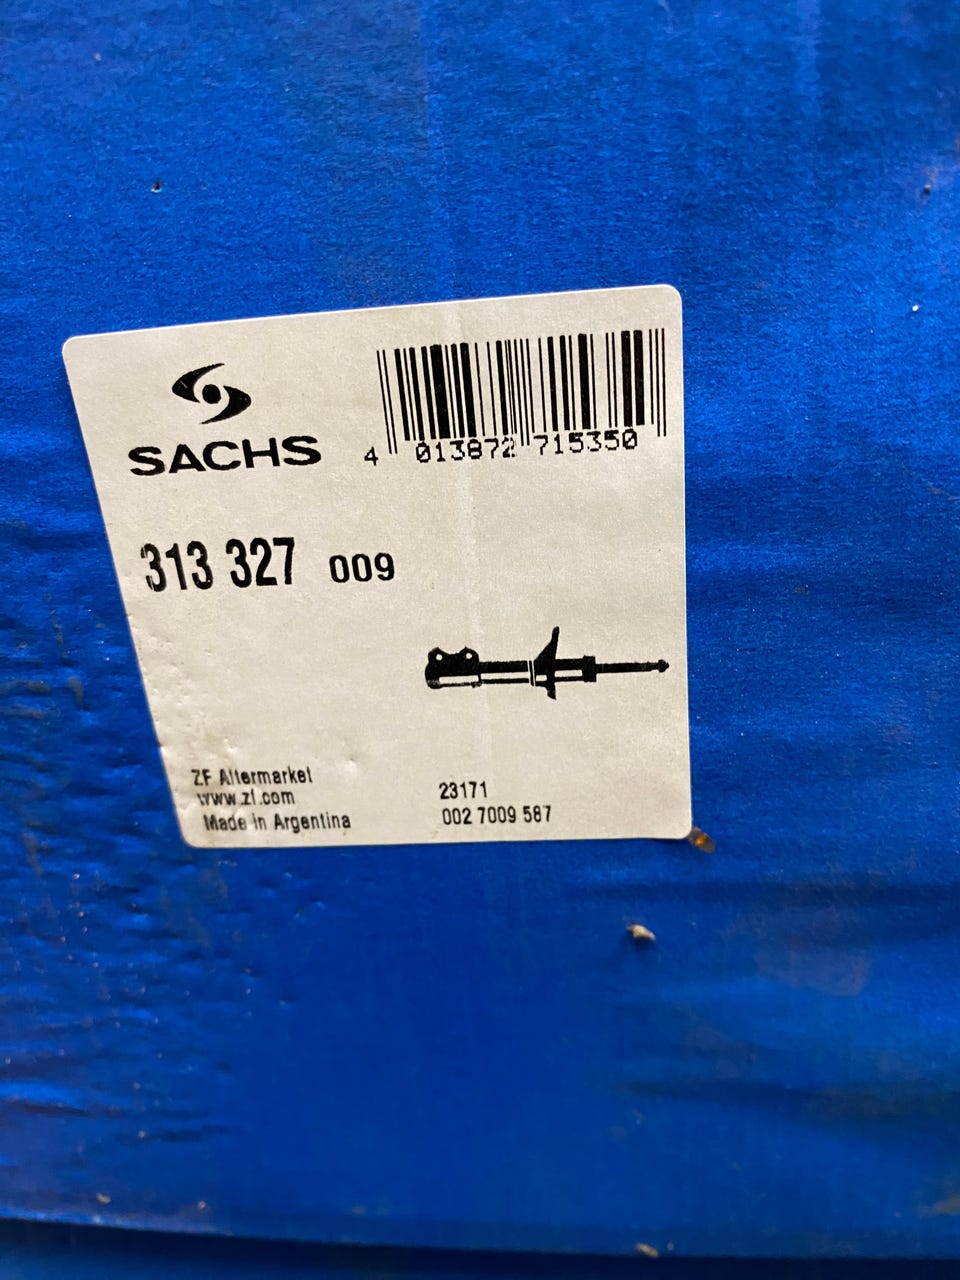 SACHS
4 013872 715350
313 327 009
ZF Aftermarket
www.zf.com
Made in Argentina
23171
002 7009 587